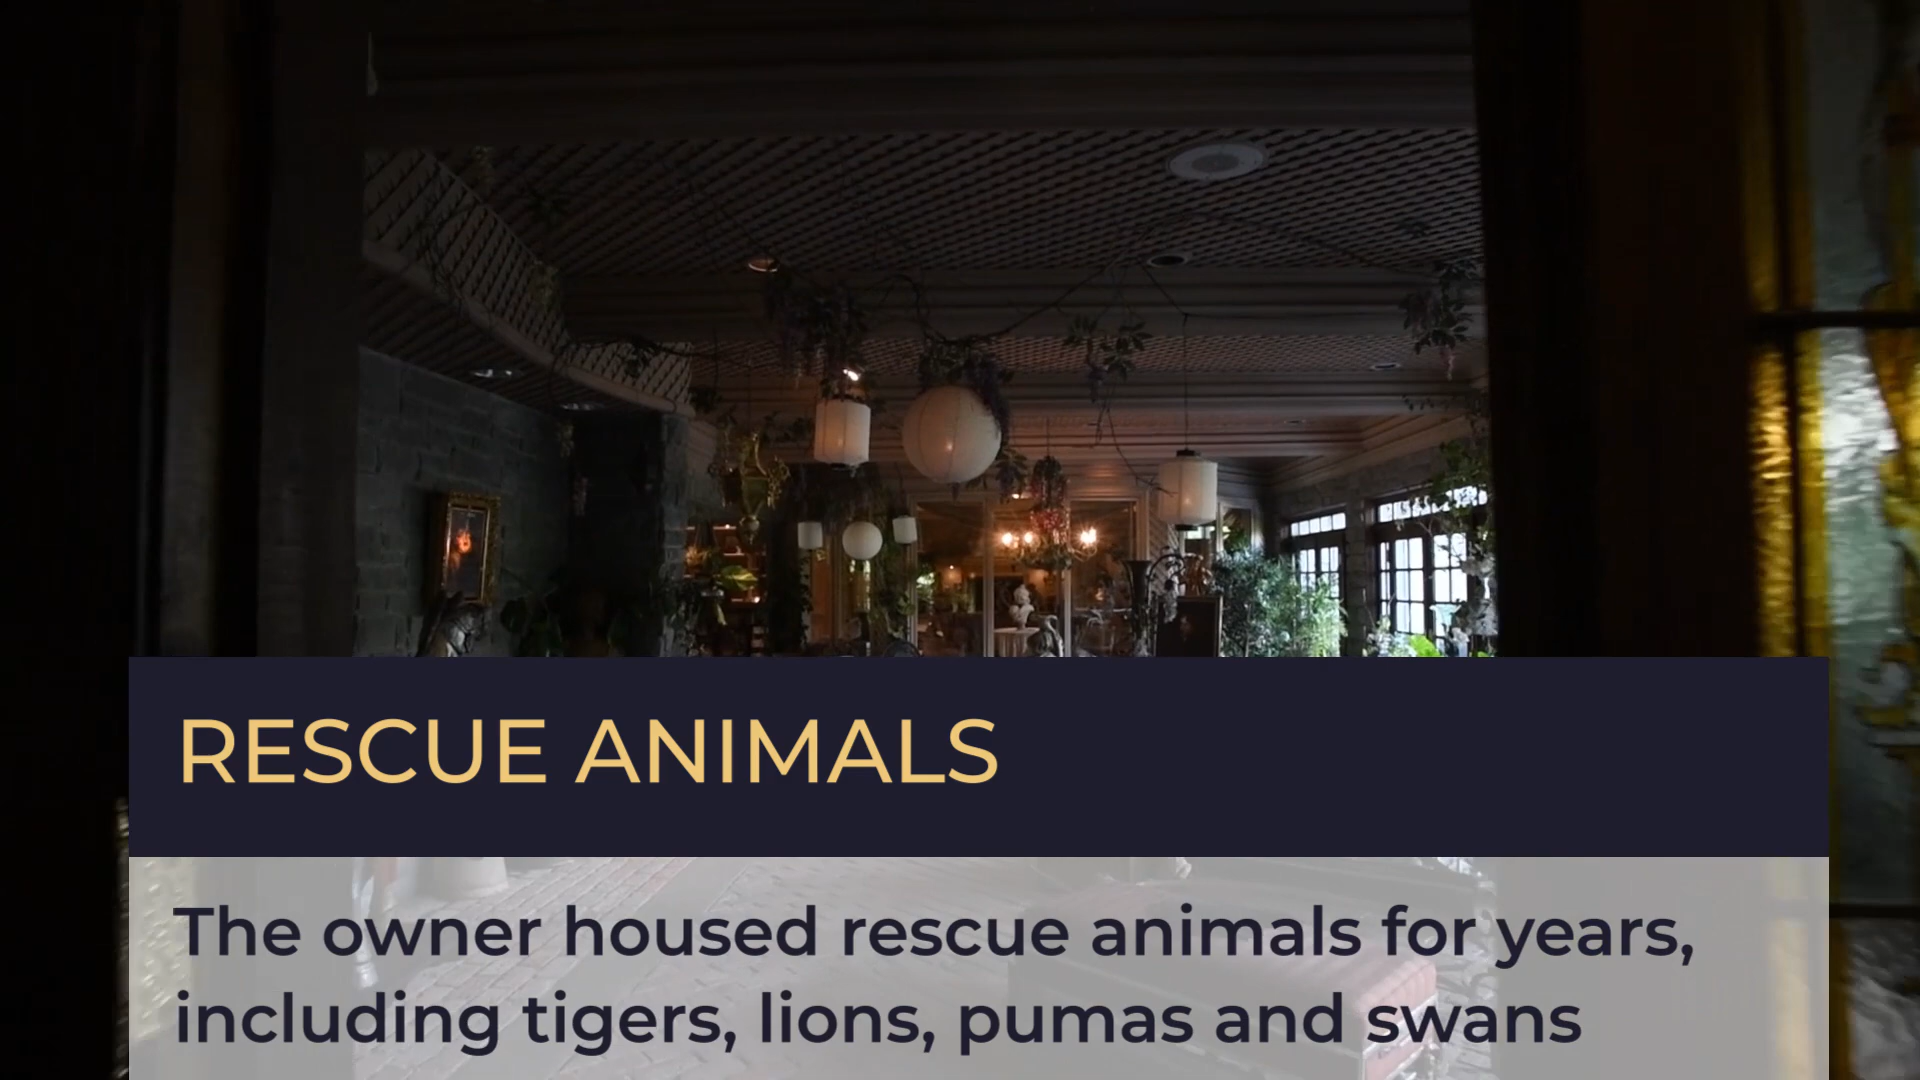 RESCUE ANIMALS
The owner housed rescue animals for years,
including tigers, lions, pumas and swans